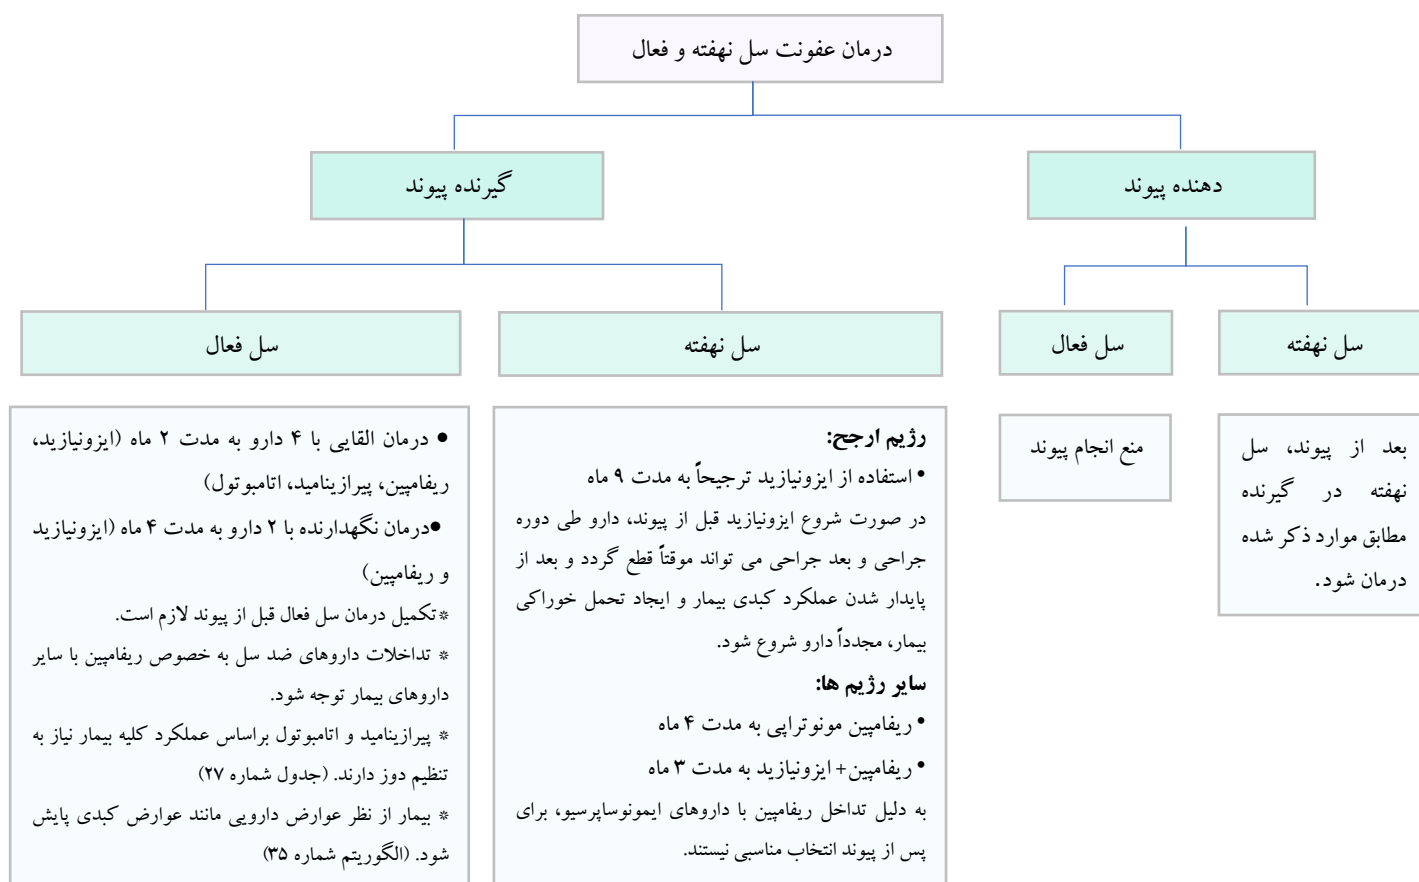 درمان عفونت سل نهفته و فعال
دهنده پیوند
گیرنده پیوند
سل نهفته
سل فعال
سل نهفته
سل فعال
بعد از پیوند، سل
نهفته در گیرنده
مطابق موارد ذکر شده
درمان شود.
منع انجام پیوند
رژیم ارجح:
• استفاده از ایزونیازید ترجیحاً به مدت ۹ ماه
در صورت شروع ایزونیازید قبل از پیوند، دارو طی دوره
جراحی و بعد جراحی می تواند موقتاً قطع گردد و بعد از
پایدار شدن عملکرد کبدی بیمار و ایجاد تحمل خوراکی
بیمار، مجدداً دارو شروع شود.
سایر رژیم ها:
• ریفامپین مونوتراپی به مدت ۴ ماه
• ریفامپین+ ایزونیازید به مدت ۳ ماه
به دلیل تداخل ریفامپین با داروهای ایمونوساپرسیو، برای
پس از پیوند انتخاب مناسبی نیستند.
● درمان القایی با ۴ دارو به مدت ۲ ماه (ایزونیازید،
ریفامپین، پیرازینامید، اتامبوتول)
●درمان نگهدارنده با ۲ دارو به مدت ۴ ماه (ایزونیازید
و ریفامپین)
*تکمیل درمان سل فعال قبل از پیوند لازم است.
* تداخلات داروهای ضد سل به خصوص ریفامپین با سایر
داروهای بیمار توجه شود.
* پیرازینامید و اتامبوتول براساس عملکرد کلیه بیمار نیاز به
تنظیم دوز دارند. (جدول شماره ۲۷)
* بیمار از نظر عوارض دارویی مانند عوارض کبدی پایش
شود. (الگوریتم شماره ۳۵)